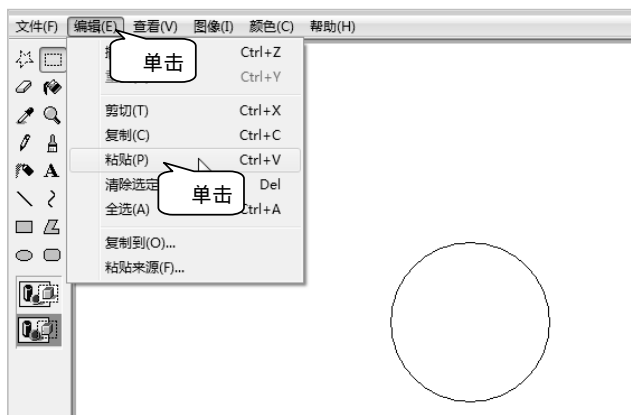 文件(F) 编辑(E) 查看(V) 图像(I) 颜色(C) 帮助(H)
单击
Ctrl+Z
Ctrl+Y
剪切(T) Ctrl+X
复制(C) Ctrl+C
粘贴(P) Ctrl+V
清除选定 Del
单击
全选(A) Ctrl+A
复制到(O)...
粘贴来源(F)...
A